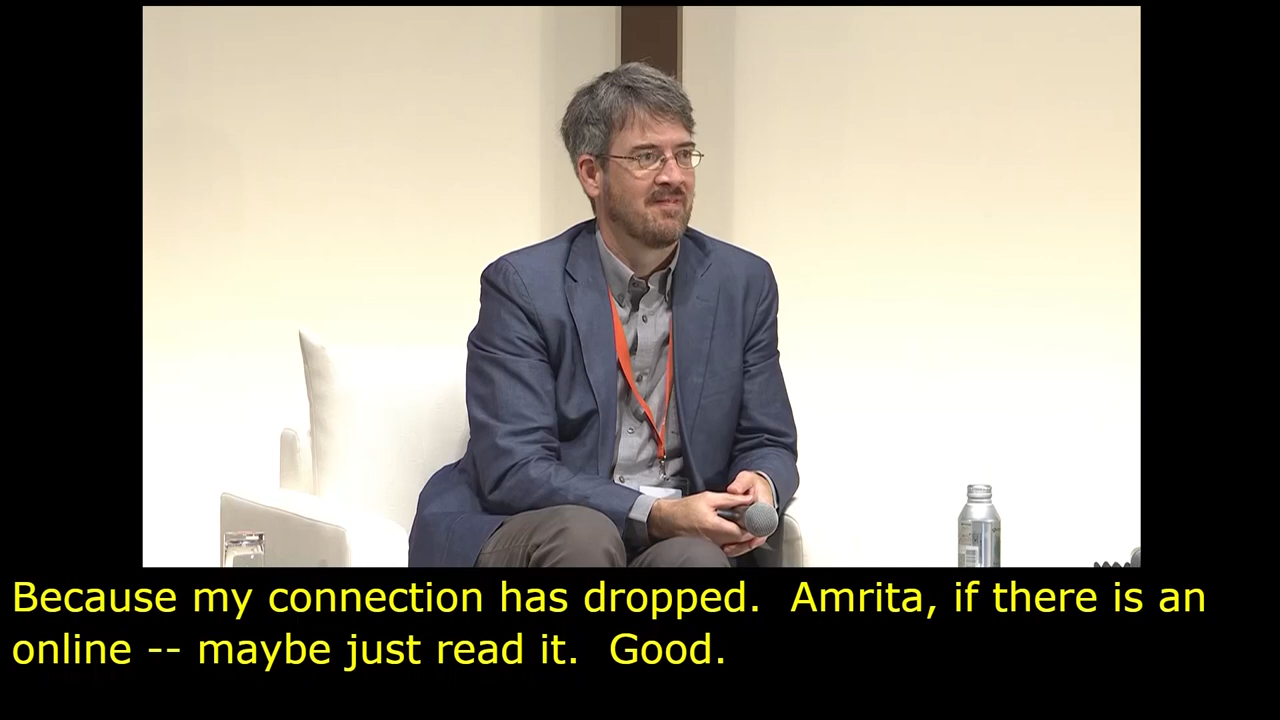 Because my connection has dropped.  Amrita, if there is an
online -- maybe just read it.  Good.